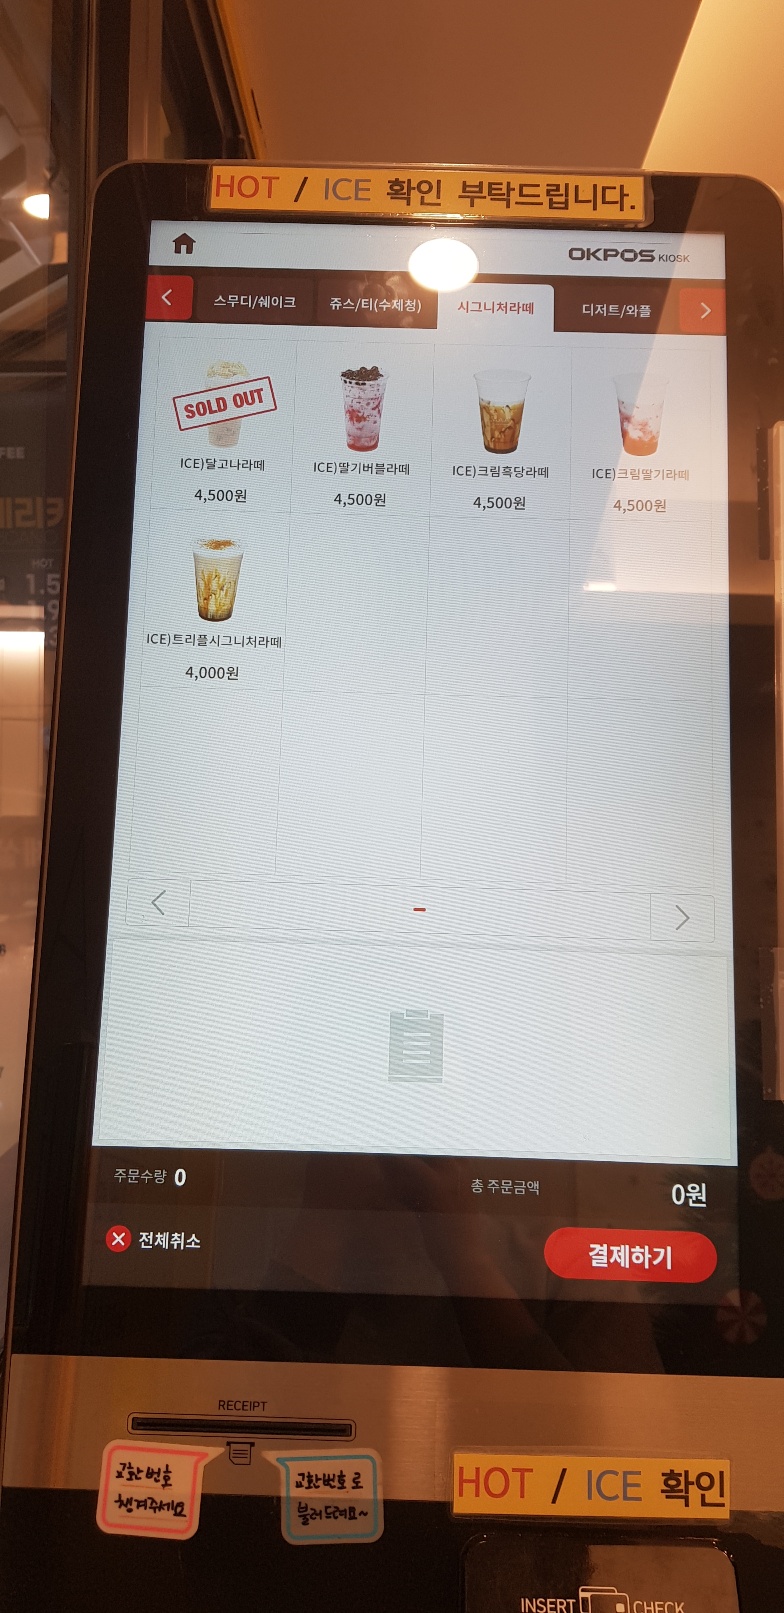 HOT / ICE 확인 부탁드립니다.
OKPOS KIOSK
스무디/쉐이크
쥬스/티(수제청)
시그니처라떼
디저트/와플
SOLD OUT
ICE)달고나라떼
ICE)딸기버블라떼
ICE)크림흑당라떼
ICE)크림딸기라떼
4,500원
4,500원
4,500원
4,500원
ICE)트리플시그니처라떼
4,000원
주문수량 0
총 주문금액
0원
전체취소
결제하기
RECEIPT
교환번호
챙겨주세요
교환번호로
불러드려요~
HOT / ICE 확인
INSERT
CHECK
HOT
1.5